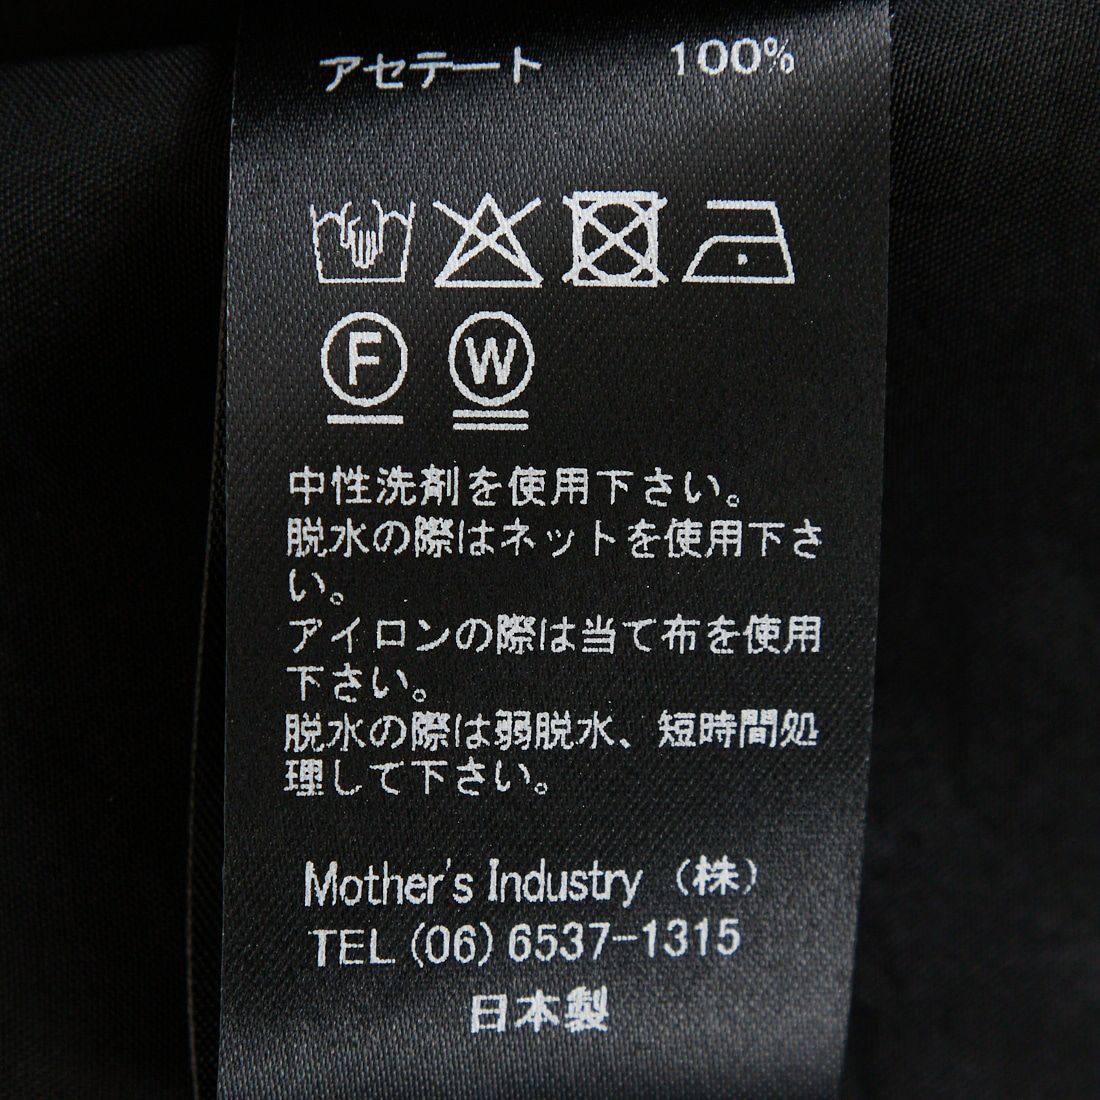 アセテート 100%
F W
中性洗剤を使用下さい。
脱水の際はネットを使用下さ
い。
アイロンの際は当て布を使用
下さい。
脱水の際は弱脱水、短時間処
理して下さい。
Mother's Industry （株）
TEL (06) 6537-1315
日本製